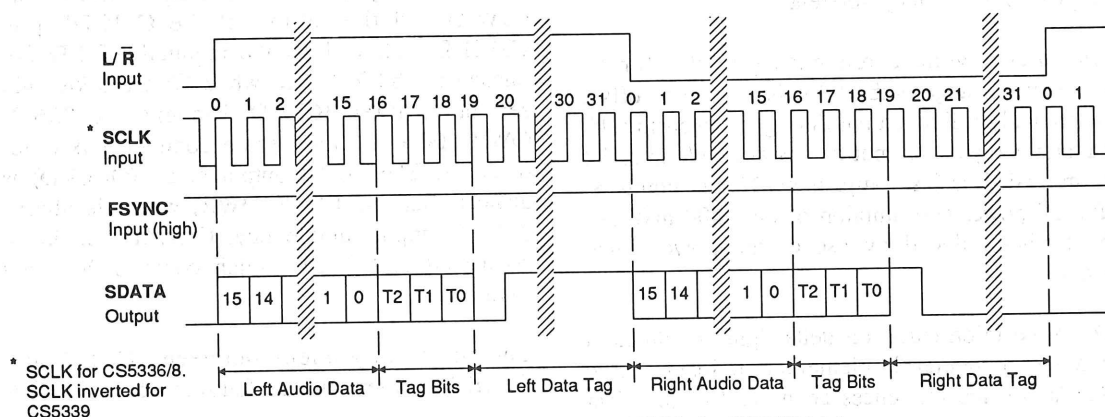 L/R̅
Input
0 1 2 15 16 17 18 19 20 30 31 0 1 2 15 16 17 18 19 20 21 31 0 1
* SCLK
Input
FSYNC
Input (high)
SDATA
Output
15 14 1 0 T2 T1 T0 15 14 1 0 T2 T1 T0
* SCLK for CS5336/8.
SCLK inverted for
CS5339
Left Audio Data Tag Bits Left Data Tag Right Audio Data Tag Bits Right Data Tag